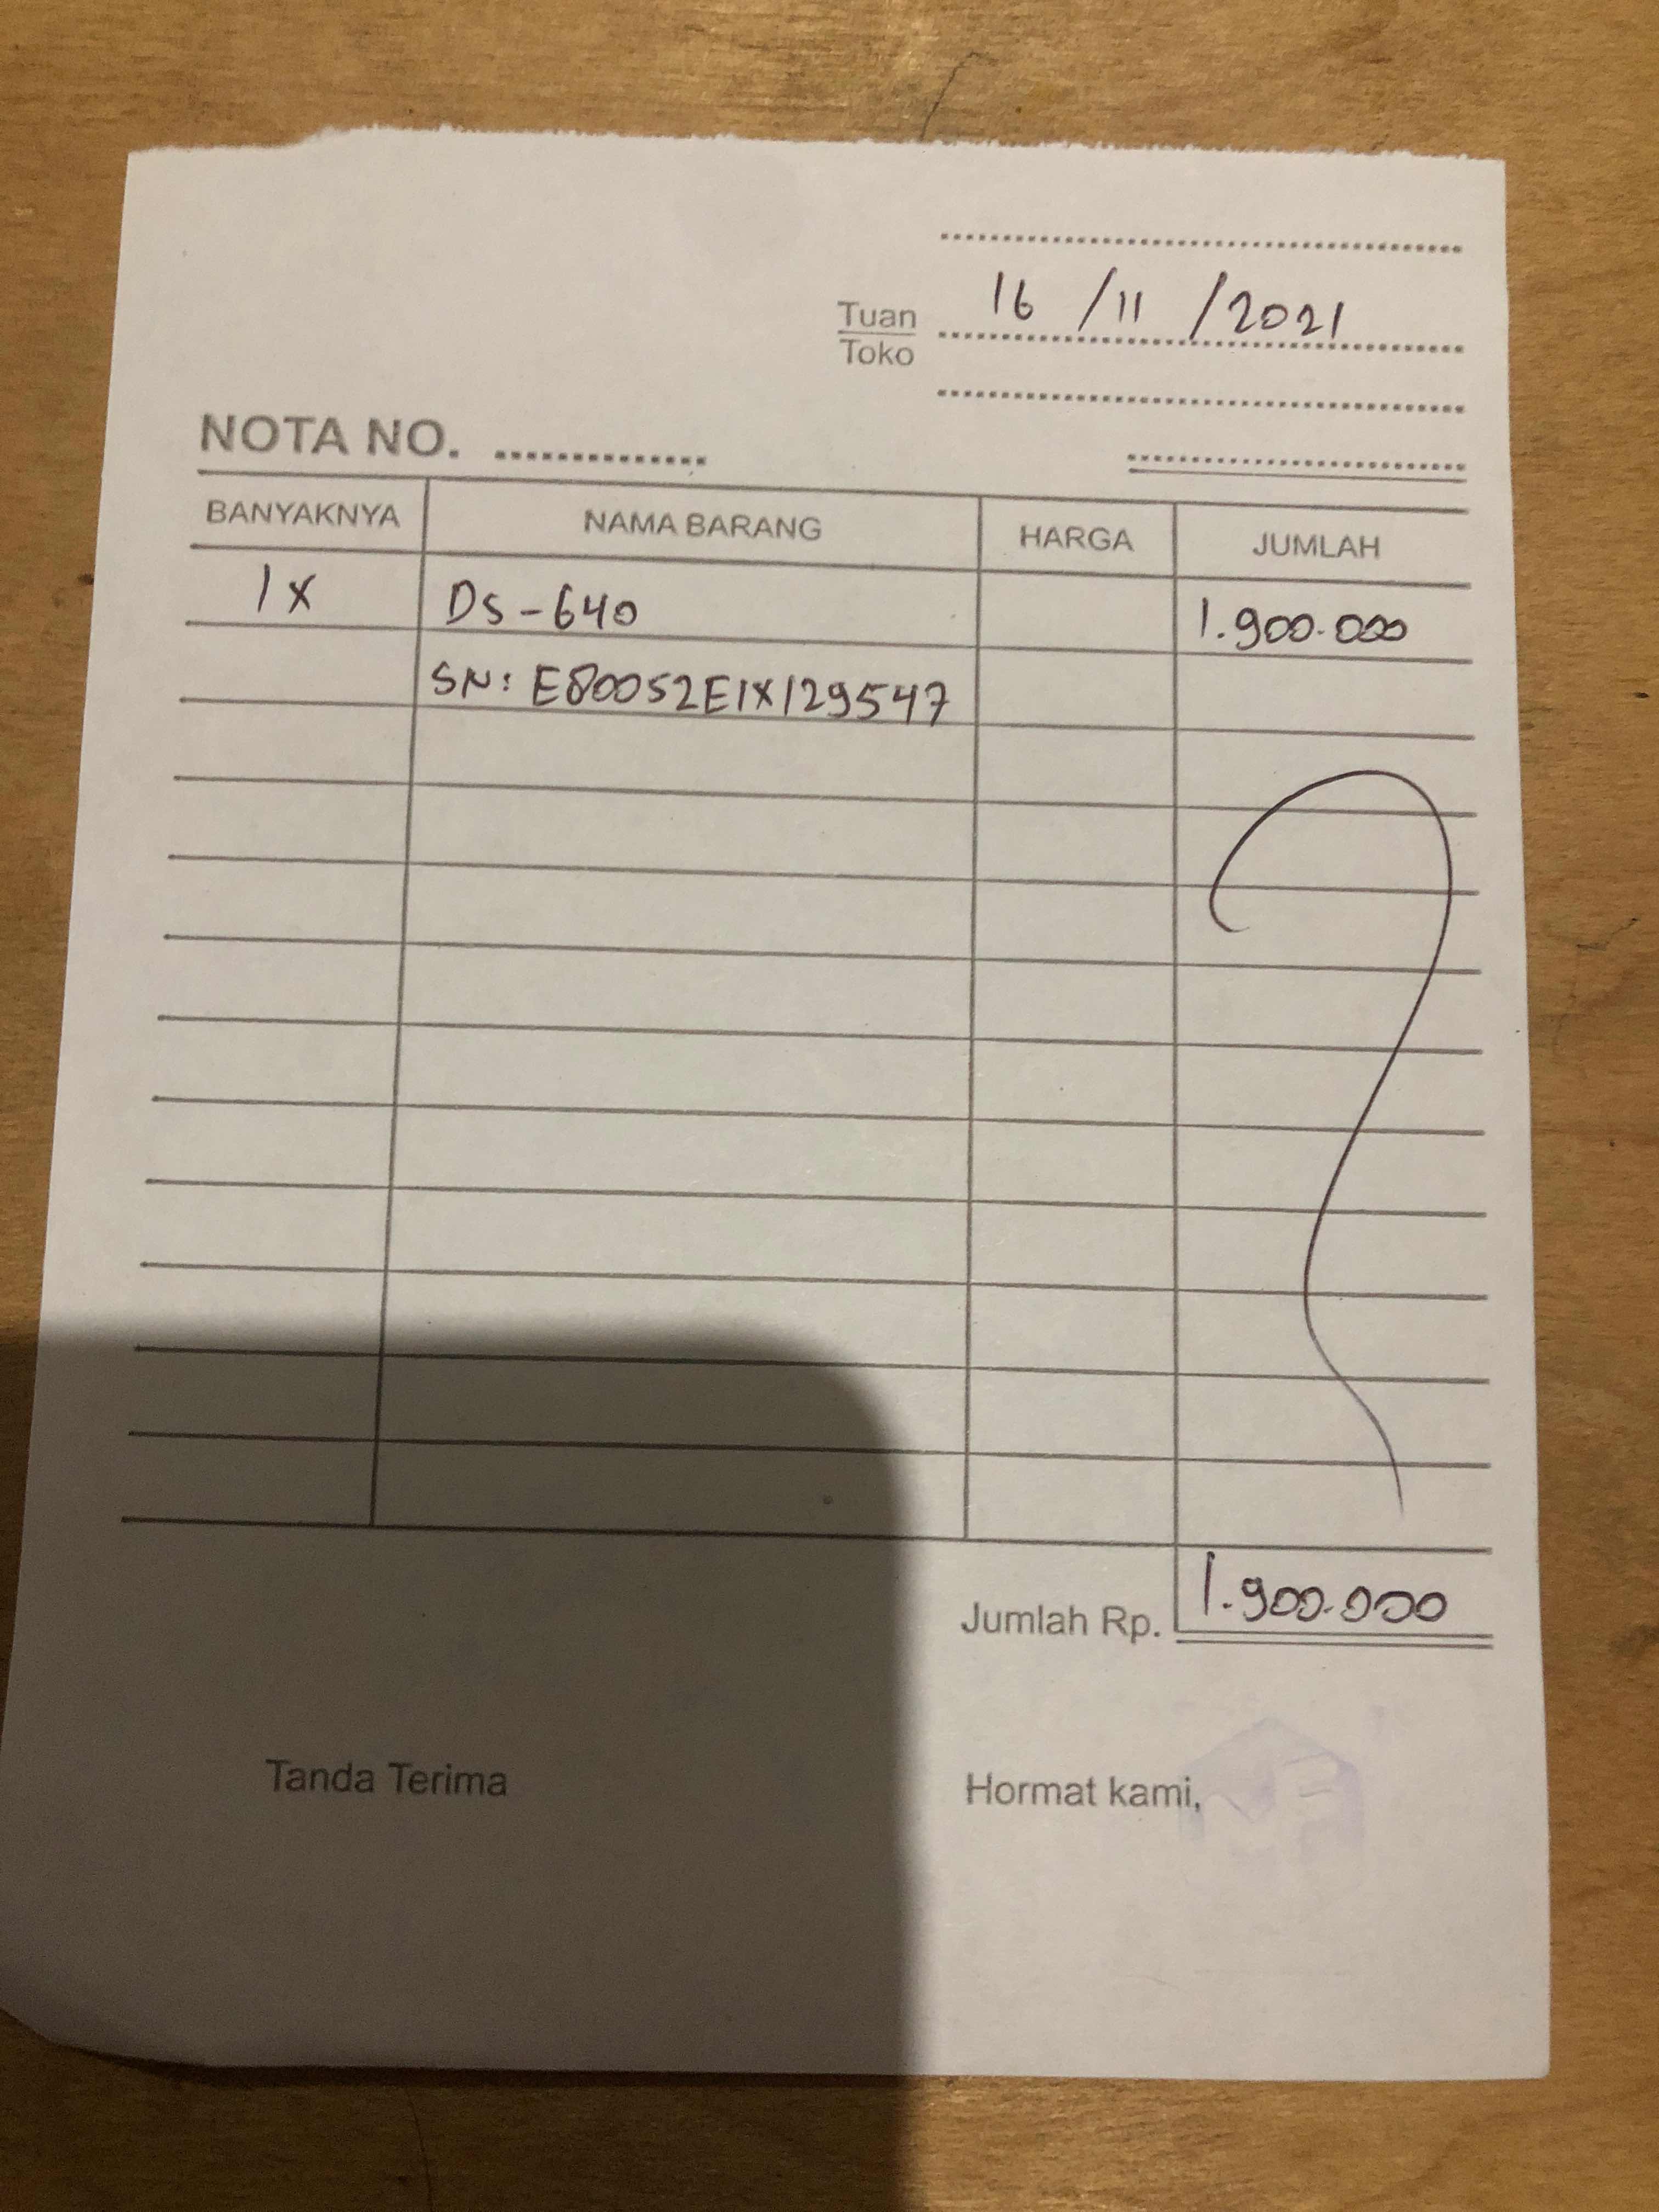 16/11/2021
Tuan
Toko
NOTA NO. ..............
BANYAKNYA NAMA BARANG HARGA JUMLAH
1x DS-640 1.900.000
SN: E80052E1X129547
Jumlah Rp. 1.900.000
Tanda Terima Hormat kami,